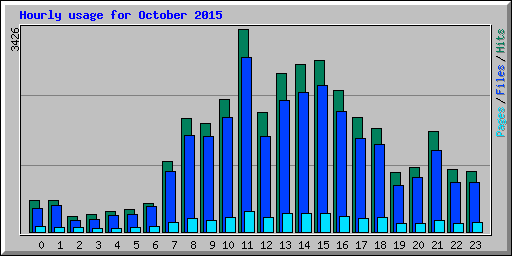 Hourly usage for October 2015
3426
Pages / Files / Hits
0 1 2 3 4 5 6 7 8 9 10 11 12 13 14 15 16 17 18 19 20 21 22 23